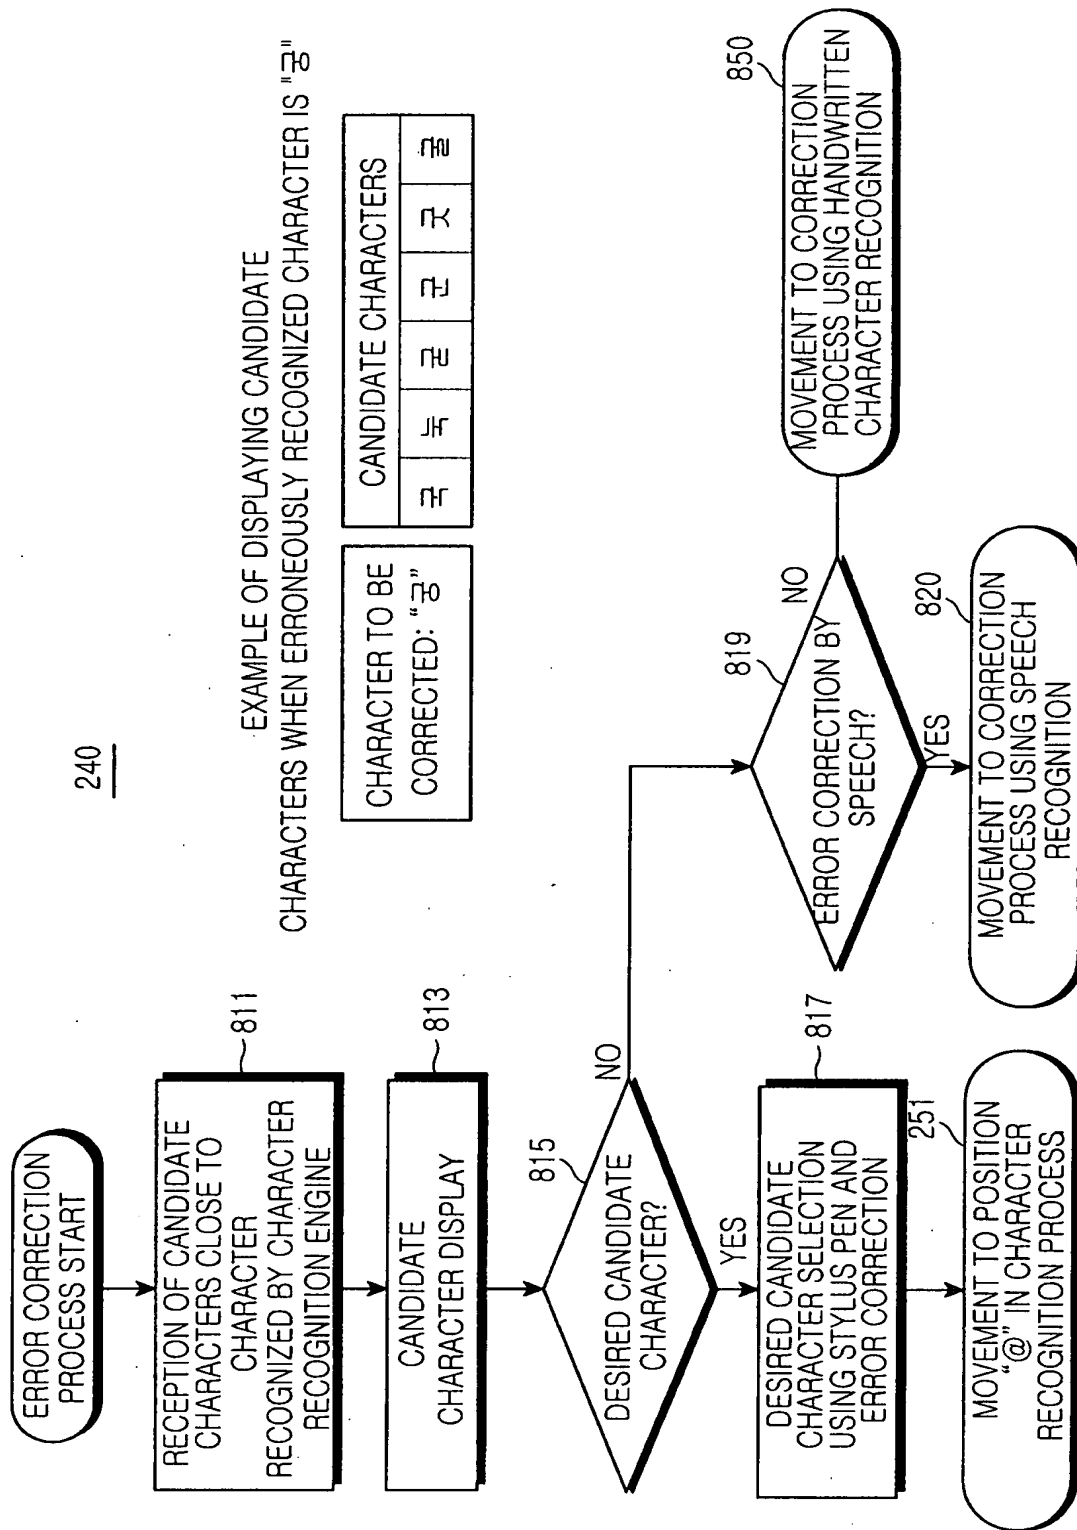 240
ERROR CORRECTION
PROCESS START
RECEPTION OF CANDIDATE
CHARACTERS CLOSE TO
CHARACTER
RECOGNIZED BY CHARACTER
RECOGNITION ENGINE
811
CANDIDATE
CHARACTER DISPLAY
813
DESIRED CANDIDATE
CHARACTER?
815
NO
YES
DESIRED CANDIDATE
CHARACTER SELECTION
USING STYLUS PEN AND
ERROR CORRECTION
817
MOVEMENT TO POSITION
"@" IN CHARACTER
RECOGNITION PROCESS
251
EXAMPLE OF DISPLAYING CANDIDATE
CHARACTERS WHEN ERRONEOUSLY RECOGNIZED CHARACTER IS "궁"
CHARACTER TO BE
CORRECTED: "궁"
CANDIDATE CHARACTERS
군 굴 굿
ERROR CORRECTION BY
SPEECH?
819
NO
YES
MOVEMENT TO CORRECTION
PROCESS USING SPEECH
RECOGNITION
820
MOVEMENT TO CORRECTION
PROCESS USING HANDWRITTEN
CHARACTER RECOGNITION
850